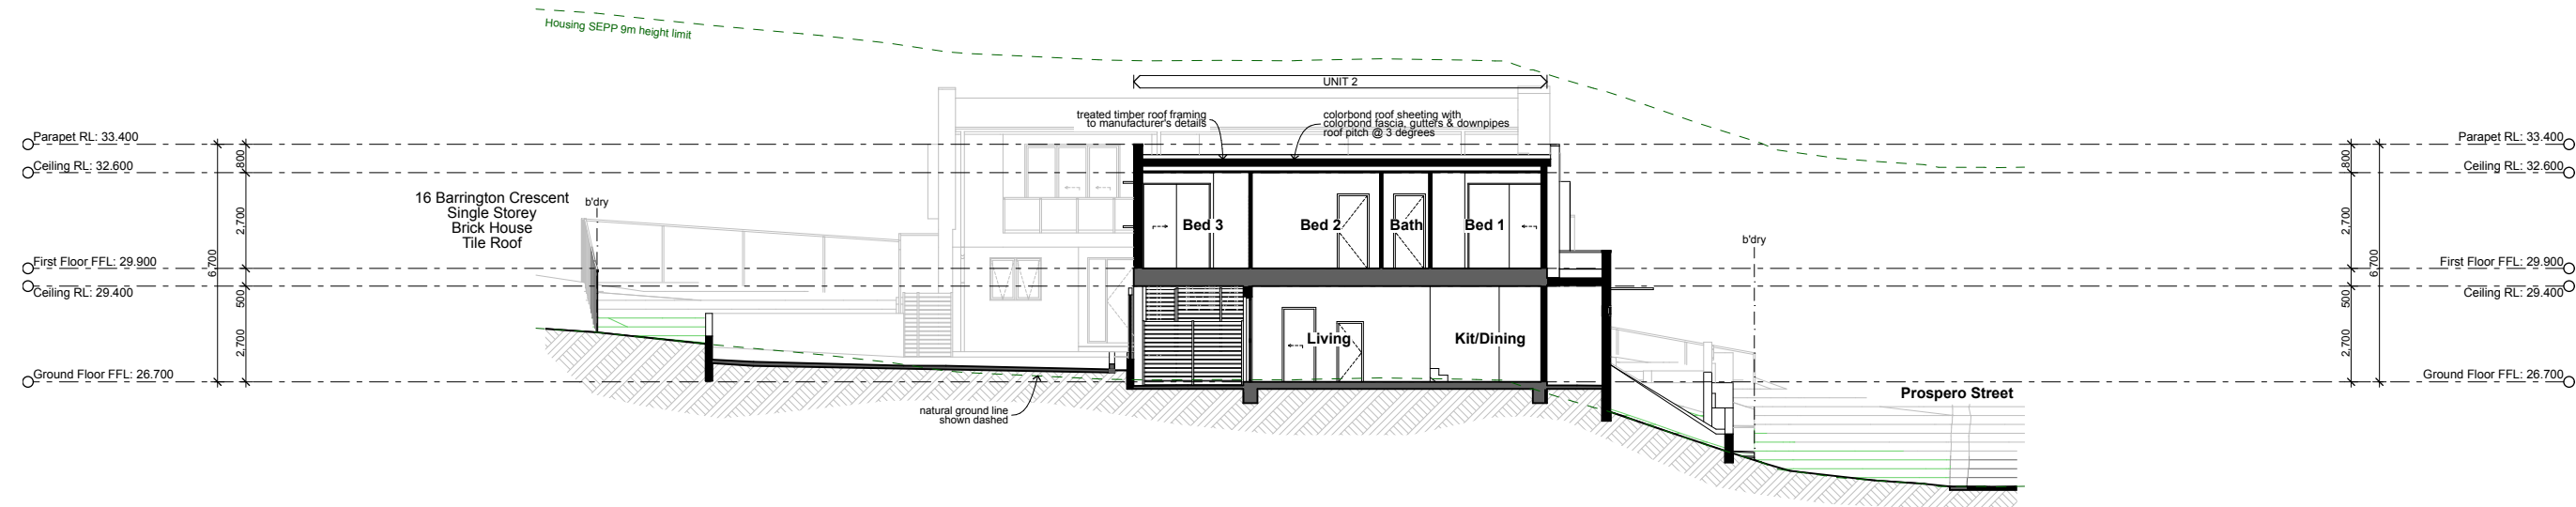 Housing SEPP 9m height limit
UNIT 2
treated timber roof framing
to manufacturer's details
colorbond roof sheeting with
colorbond fascia, gutters & downpipes
roof pitch @ 3 degrees
Parapet RL: 33.400
Ceiling RL: 32.600
First Floor FFL: 29.900
Ceiling RL: 29.400
Ground Floor FFL: 26.700
6,700
800
2,700
500
2,700
16 Barrington Crescent
Single Storey
Brick House
Tile Roof
b'dry
Bed 3
Bed 2
Bath
Bed 1
Living
Kit/Dining
natural ground line
shown dashed
b'dry
Prospero Street
800
2,700
500
2,700
6,700
Parapet RL: 33.400
Ceiling RL: 32.600
First Floor FFL: 29.900
Ceiling RL: 29.400
Ground Floor FFL: 26.700